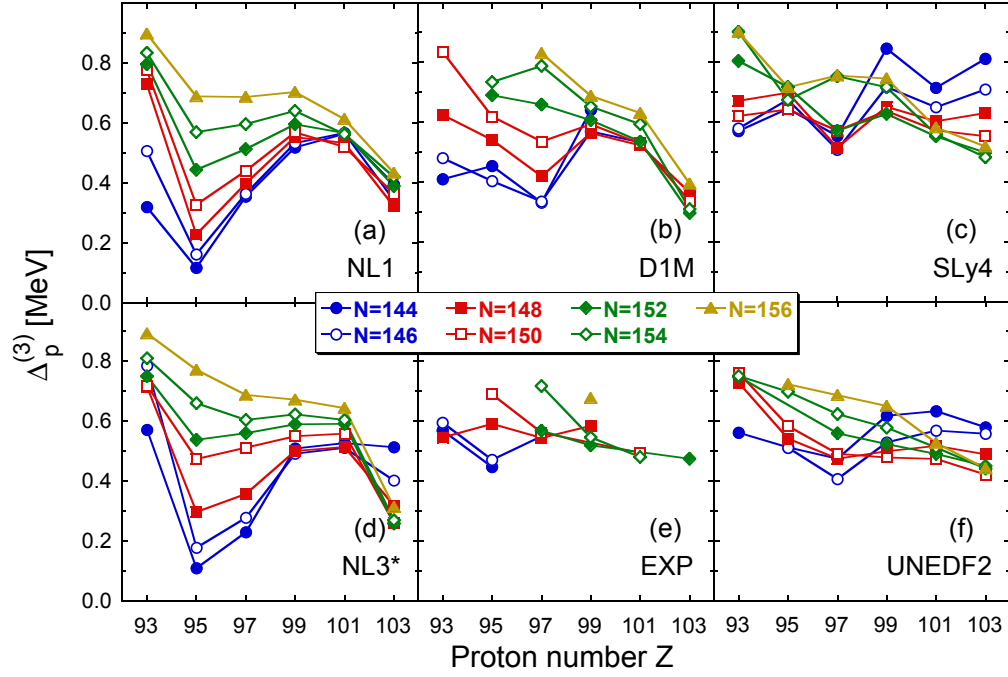 0.8
0.6
0.4
0.2
0.0
(a)
NL1
(b)
D1M
(c)
SLy4
Δp(3) [MeV]
N=144 N=148 N=152 N=156
N=146 N=150 N=154
0.8
0.6
0.4
0.2
0.0
(d)
NL3*
(e)
EXP
(f)
UNEDF2
93 95 97 99 101 103 93 95 97 99 101 103 93 95 97 99 101 103
Proton number Z